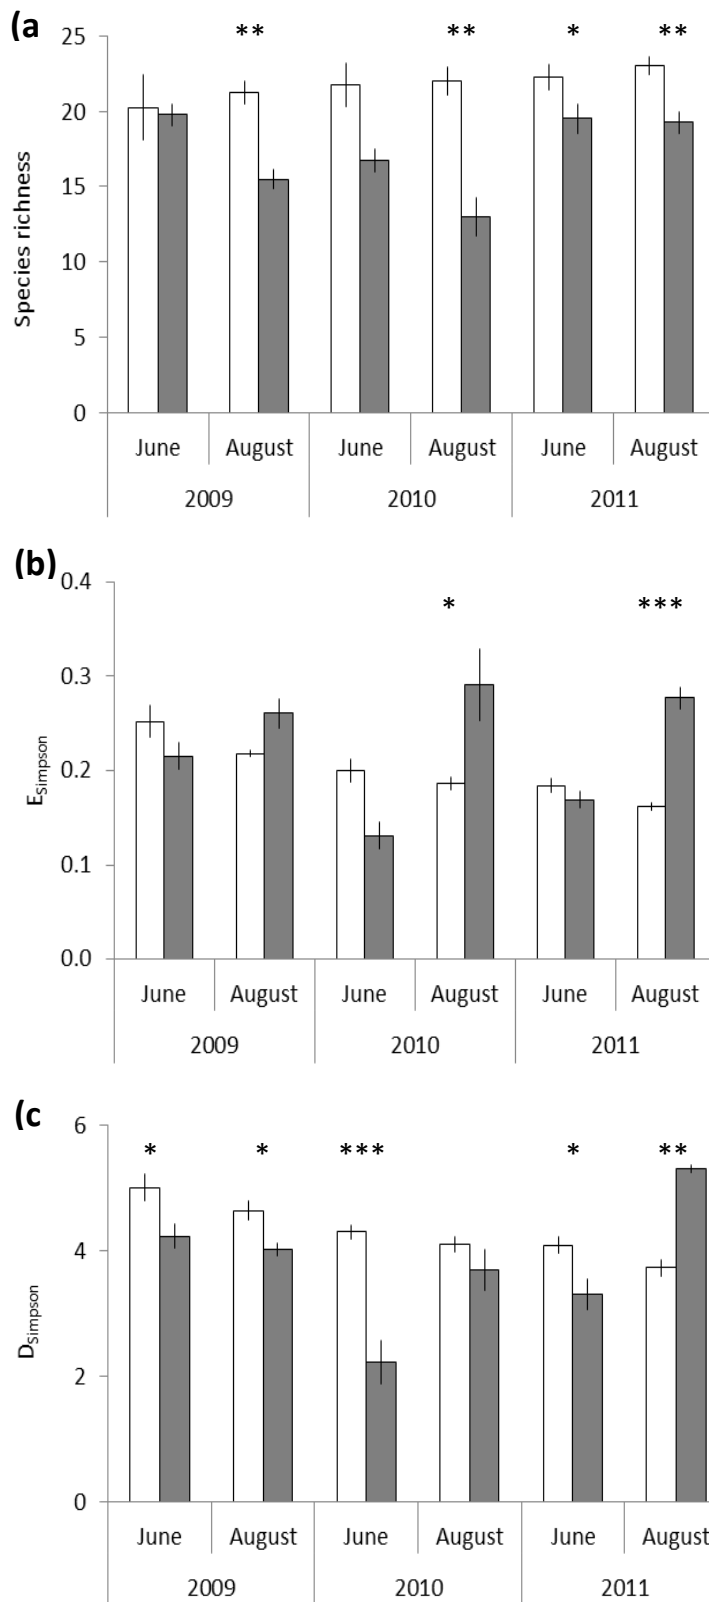 (a
** ** * **
25
20
15
10
5
0
Species richness
June August June August June August
2009 2010 2011
(b)
* ***
0.4
0.3
0.2
0.1
0.0
ESimpson
June August June August June August
2009 2010 2011
(c
* * *** * **
6
4
2
0
DSimpson
June August June August June August
2009 2010 2011